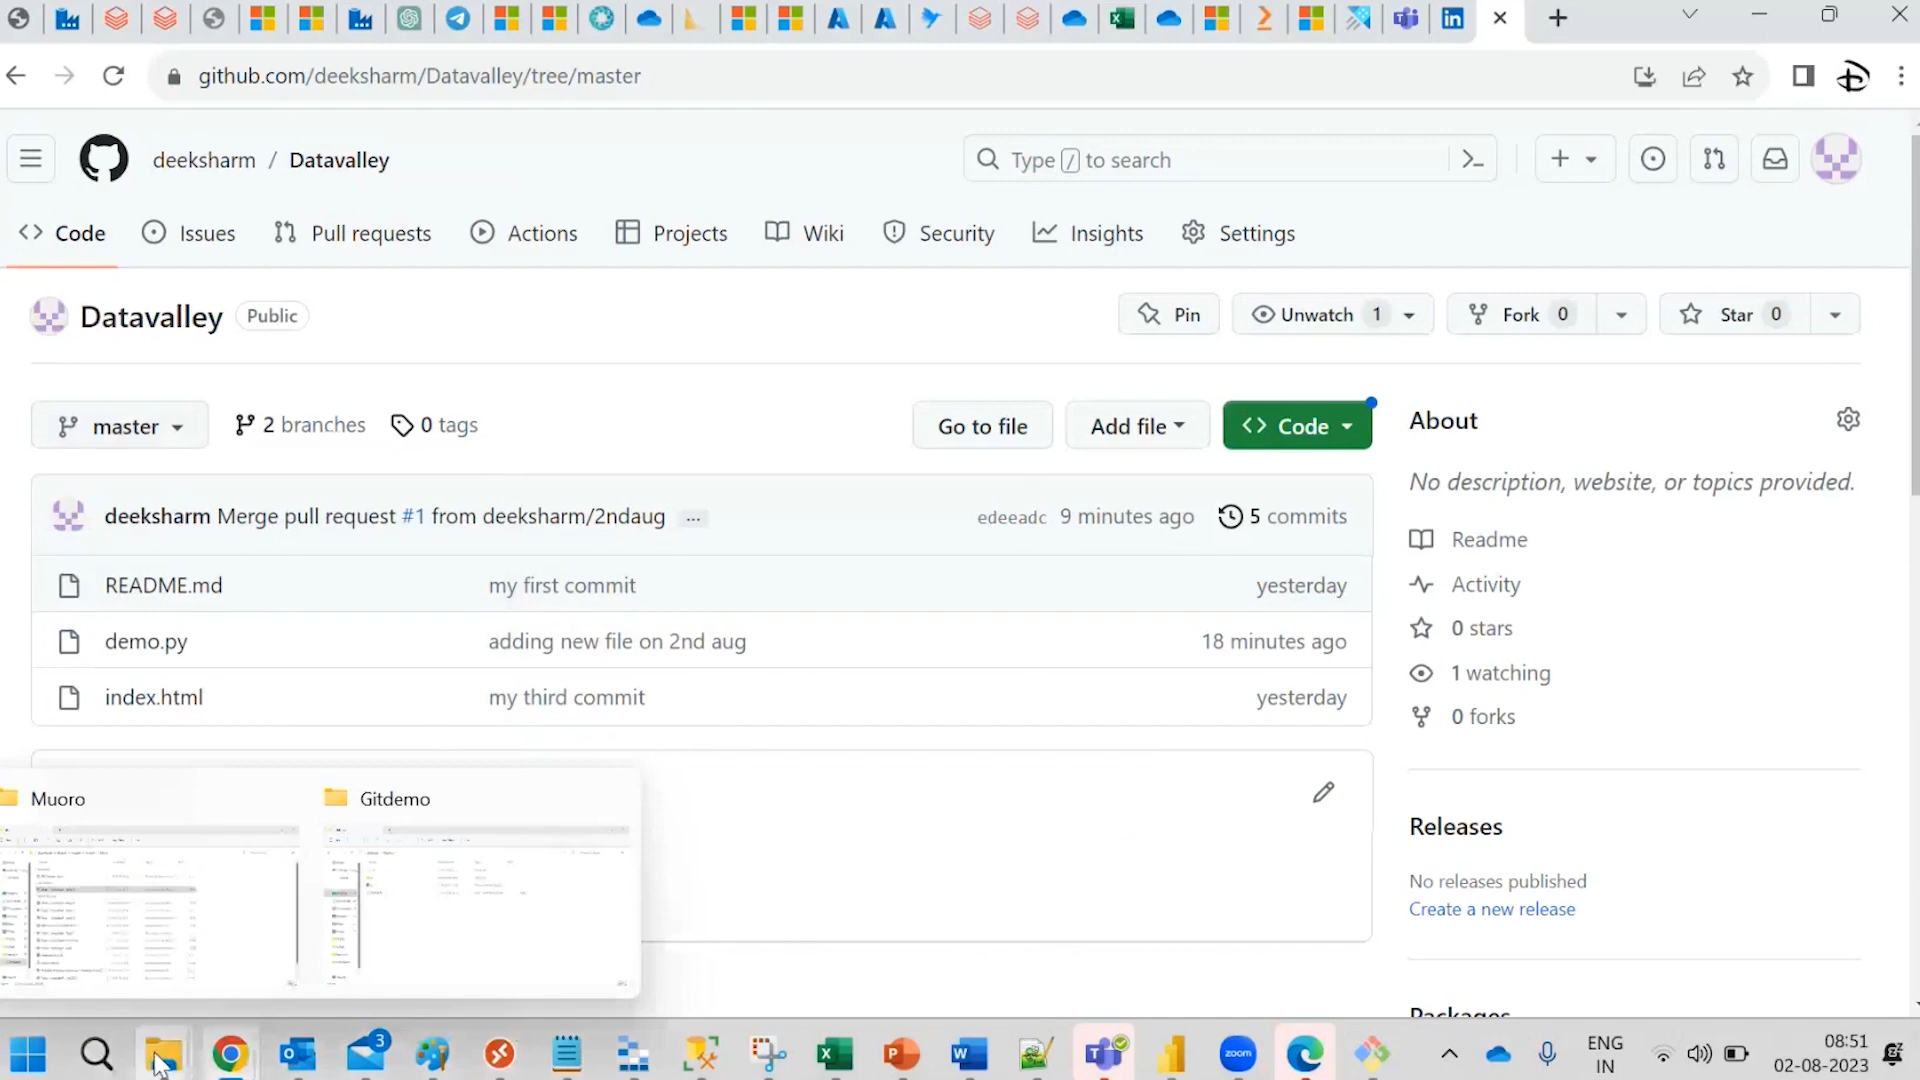 github.com/deeksharm/Datavalley/tree/master
deeksharm / Datavalley
Type / to search
Code Issues Pull requests Actions Projects Wiki Security Insights Settings
Datavalley Public
Pin Unwatch 1 Fork 0 Star 0
master 2 branches 0 tags
Go to file Add file Code
About
No description, website, or topics provided.
deeksharm Merge pull request #1 from deeksharm/2ndaug ... edeeadc 9 minutes ago 5 commits
README.md my first commit yesterday
demo.py adding new file on 2nd aug 18 minutes ago
index.html my third commit yesterday
Readme
Activity
0 stars
1 watching
0 forks
Muoro
Gitdemo
Releases
No releases published
Create a new release
Packages
3
zoom
ENG
IN
08:51
02-08-2023